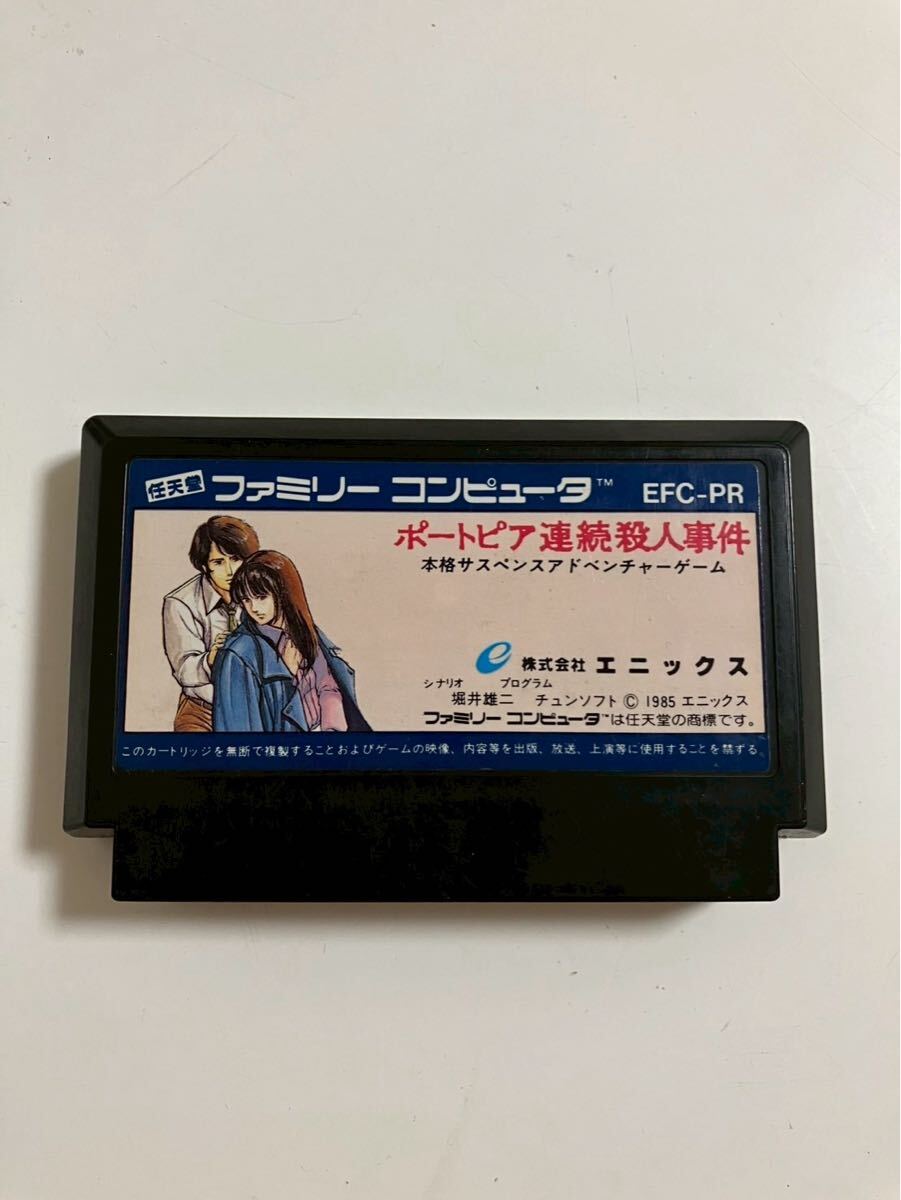 任天堂 ファミリー コンピュータ™ EFC-PR
ポートピア連続殺人事件
本格サスペンスアドベンチャーゲーム
e 株式会社 エニックス
シナリオ プログラム
堀井雄二 チュンソフト © 1985 エニックス
ファミリー コンピュータ™は任天堂の商標です。
このカートリッジを無断で複製することおよびゲームの映像、内容等を出版、放送、上演等に使用することを禁ずる。